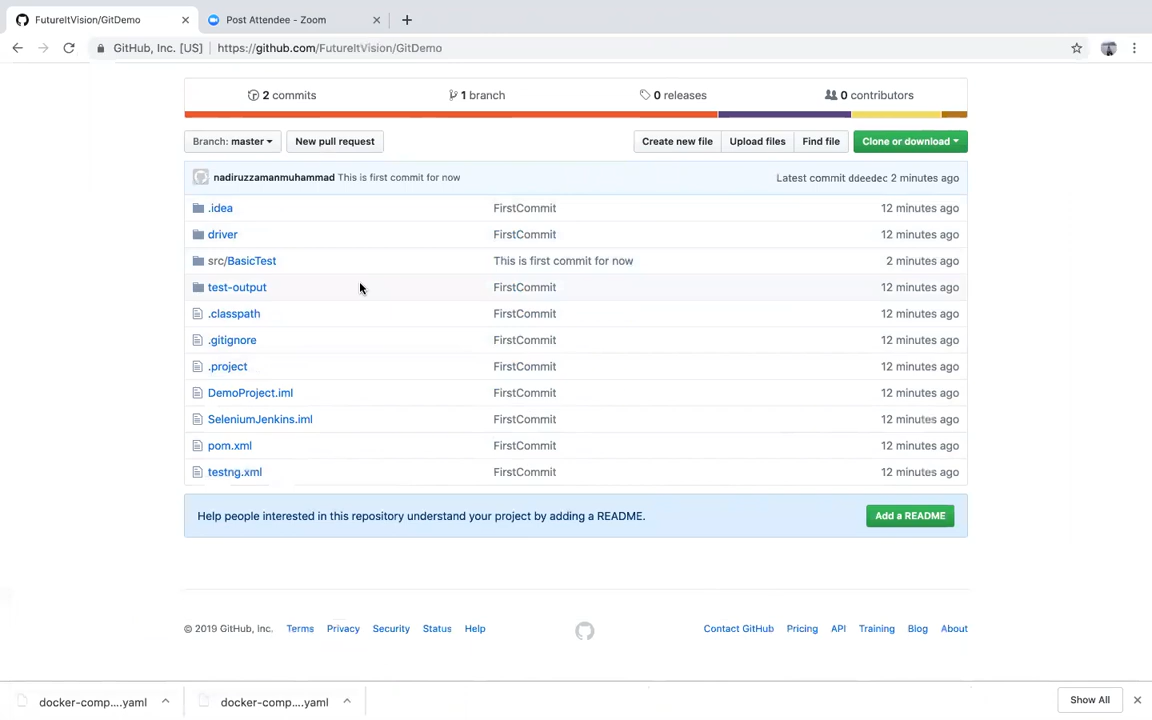 FutureItVision/GitDemo
Post Attendee - Zoom
GitHub, Inc. [US] https://github.com/FutureItVision/GitDemo
2 commits 1 branch 0 releases 0 contributors
Branch: master New pull request Create new file Upload files Find file Clone or download
nadiruzzamanmuhammad This is first commit for now Latest commit ddeedec 2 minutes ago
.idea FirstCommit 12 minutes ago
driver FirstCommit 12 minutes ago
src/BasicTest This is first commit for now 2 minutes ago
test-output FirstCommit 12 minutes ago
.classpath FirstCommit 12 minutes ago
.gitignore FirstCommit 12 minutes ago
.project FirstCommit 12 minutes ago
DemoProject.iml FirstCommit 12 minutes ago
SeleniumJenkins.iml FirstCommit 12 minutes ago
pom.xml FirstCommit 12 minutes ago
testng.xml FirstCommit 12 minutes ago
Help people interested in this repository understand your project by adding a README. Add a README
© 2019 GitHub, Inc. Terms Privacy Security Status Help Contact GitHub Pricing API Training Blog About
docker-comp....yaml docker-comp....yaml Show All